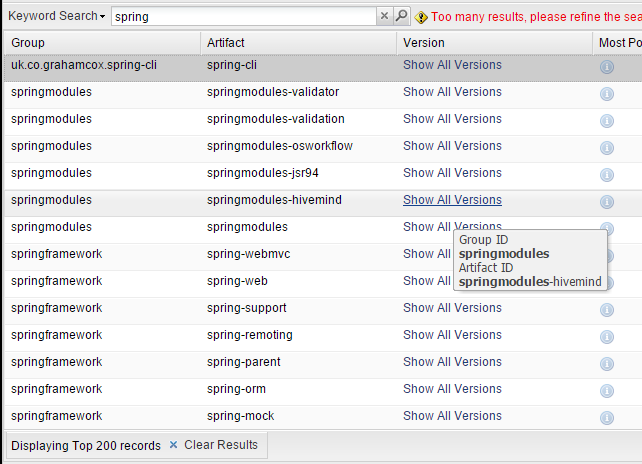 Keyword Search spring Too many results, please refine the sea
Group Artifact Version Most Po
uk.co.grahamcox.spring-cli spring-cli Show All Versions
springmodules springmodules-validator Show All Versions
springmodules springmodules-validation Show All Versions
springmodules springmodules-osworkflow Show All Versions
springmodules springmodules-jsr94 Show All Versions
springmodules springmodules-hivemind Show All Versions
springmodules springmodules Show All Versions
springframework spring-webmvc Show All
springframework spring-web Show All
Group ID
springmodules
Artifact ID
springmodules-hivemind
springframework spring-support Show All Versions
springframework spring-remoting Show All Versions
springframework spring-parent Show All Versions
springframework spring-orm Show All Versions
springframework spring-mock Show All Versions
Displaying Top 200 records Clear Results